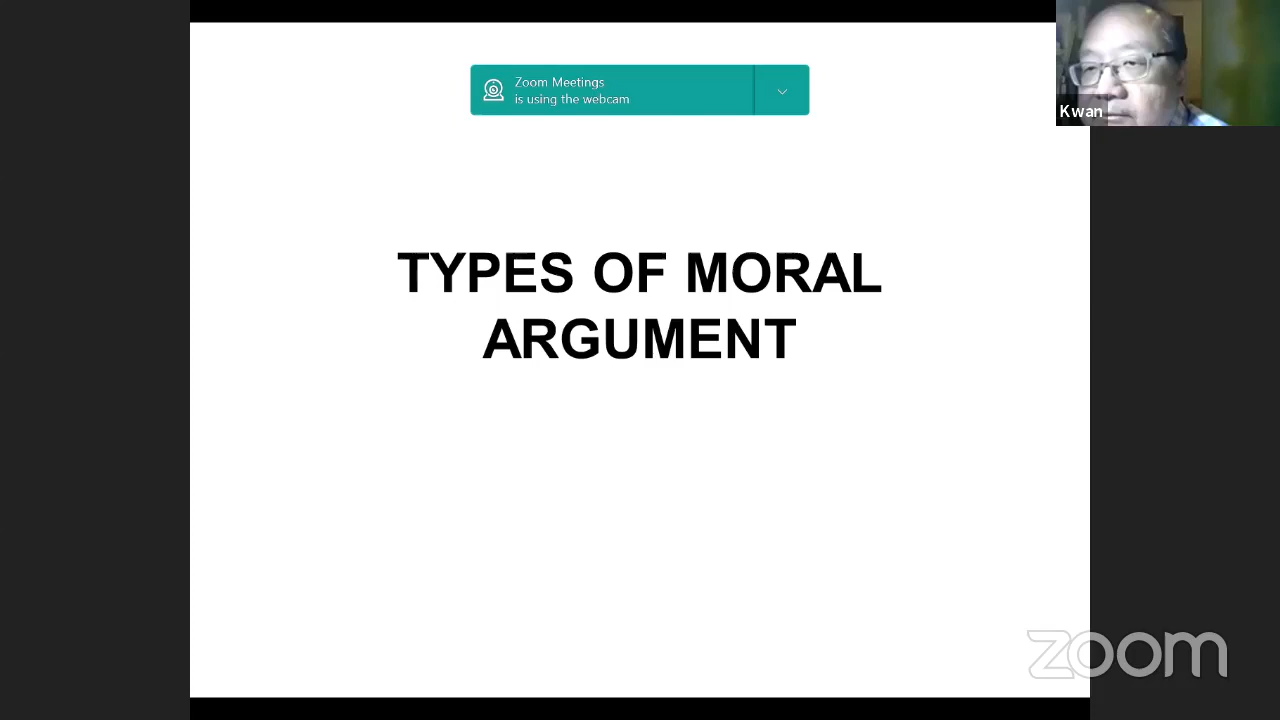 Zoom Meetings
is using the webcam
Kwan
TYPES OF MORAL
ARGUMENT
zoom